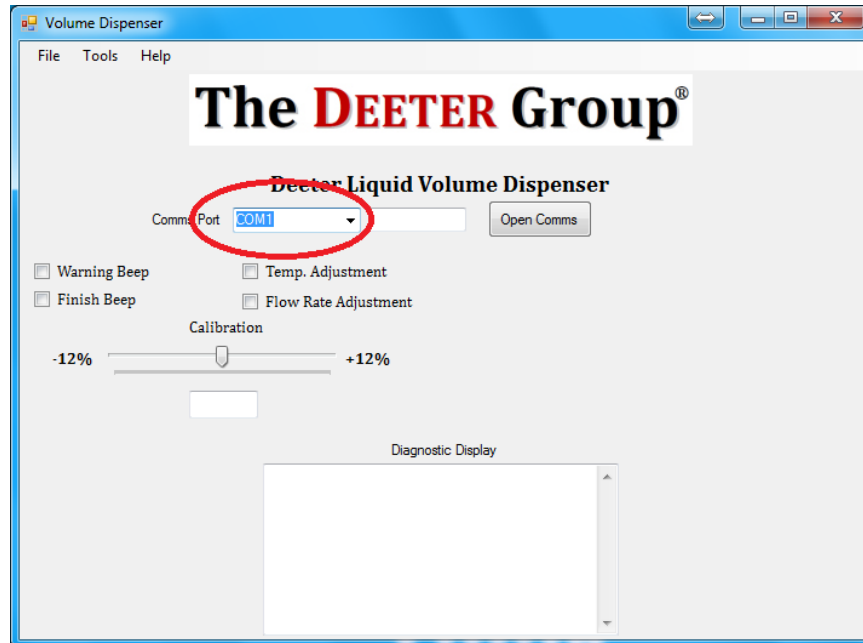 Volume Dispenser
File Tools Help
The DEETER Group®
Deeter Liquid Volume Dispenser
Comms Port COM1 Open Comms
Warning Beep Temp. Adjustment
Finish Beep Flow Rate Adjustment
Calibration
-12% +12%
Diagnostic Display